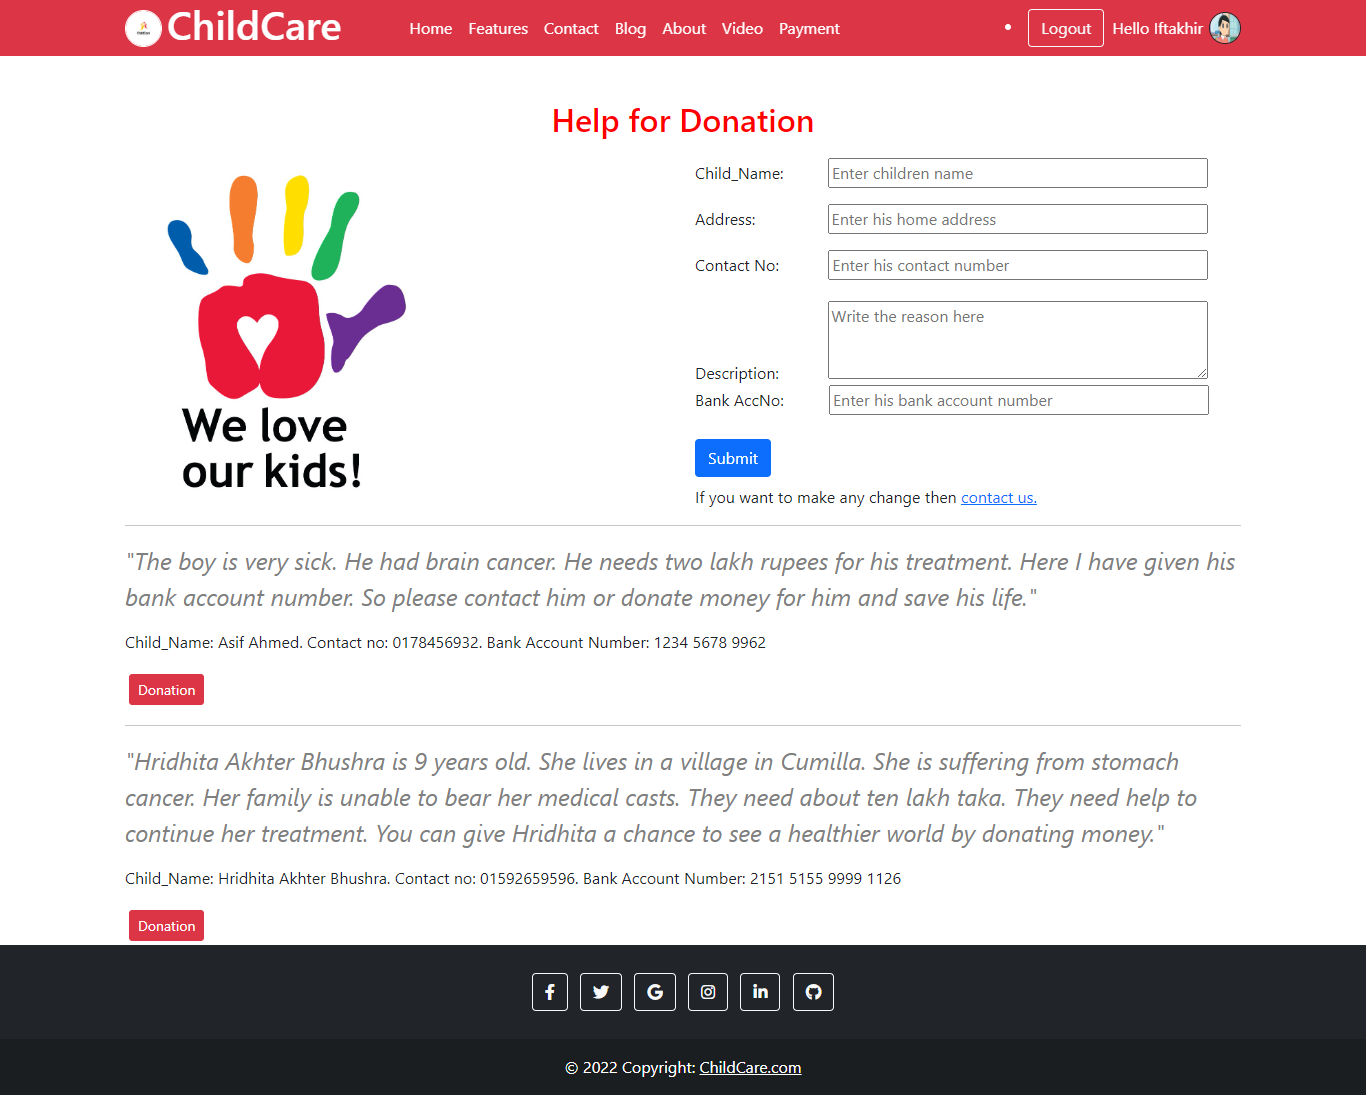 ChildCare
Home Features Contact Blog About Video Payment
Logout Hello Iftakhir
Help for Donation
We love
our kids!
Child_Name: Enter children name
Address: Enter his home address
Contact No: Enter his contact number
Description: Write the reason here
Bank AccNo: Enter his bank account number
Submit
If you want to make any change then contact us.
"The boy is very sick. He had brain cancer. He needs two lakh rupees for his treatment. Here I have given his
bank account number. So please contact him or donate money for him and save his life."
Child_Name: Asif Ahmed. Contact no: 0178456932. Bank Account Number: 1234 5678 9962
Donation
"Hridhita Akhter Bhushra is 9 years old. She lives in a village in Cumilla. She is suffering from stomach
cancer. Her family is unable to bear her medical casts. They need about ten lakh taka. They need help to
continue her treatment. You can give Hridhita a chance to see a healthier world by donating money."
Child_Name: Hridhita Akhter Bhushra. Contact no: 01592659596. Bank Account Number: 2151 5155 9999 1126
Donation
© 2022 Copyright: ChildCare.com